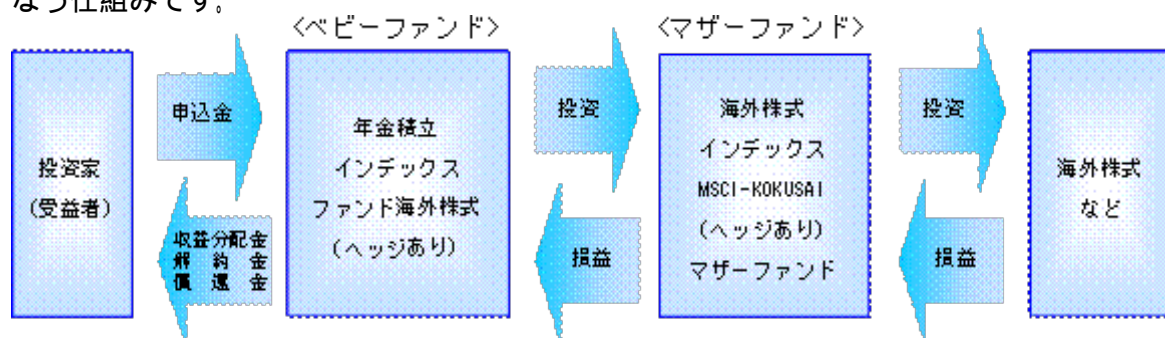 なう仕組みです。
<ベビーファンド>
<マザーファンド>
投資家
(受益者)
申込金
収益分配金
解約金
償還金
年金積立
インデックス
ファンド海外株式
(ヘッジあり)
投資
損益
海外株式
インデックス
MSCI-KOKUSAI
(ヘッジあり)
マザーファンド
投資
損益
海外株式
など